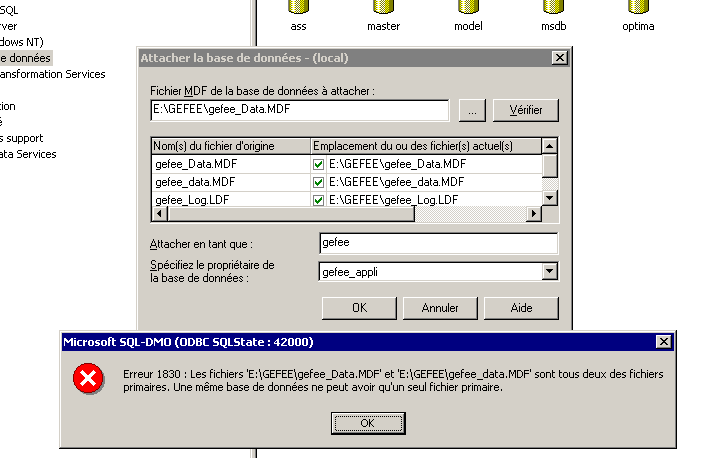 SQL
rver
dows NT)
e données
ansformation Services
tion
é
s support
ata Services
ass
master
model
msdb
optima
Attacher la base de données - (local)
Fichier MDF de la base de données à attacher :
E:\GEFEE\gefee_Data.MDF
...
Vérifier
Nom(s) du fichier d'origine
Emplacement du ou des fichier(s) actuel(s)
gefee_Data.MDF
E:\GEFEE\gefee_Data.MDF
gefee_data.MDF
E:\GEFEE\gefee_data.MDF
gefee_Log.LDF
E:\GEFEE\gefee_Log.LDF
Attacher en tant que :
gefee
Spécifiez le propriétaire de
la base de données :
gefee_appli
OK
Annuler
Aide
Microsoft SQL-DMO (ODBC SQLState : 42000)
Erreur 1830 : Les fichiers 'E:\GEFEE\gefee_Data.MDF' et 'E:\GEFEE\gefee_data.MDF' sont tous deux des fichiers
primaires. Une même base de données ne peut avoir qu'un seul fichier primaire.
OK